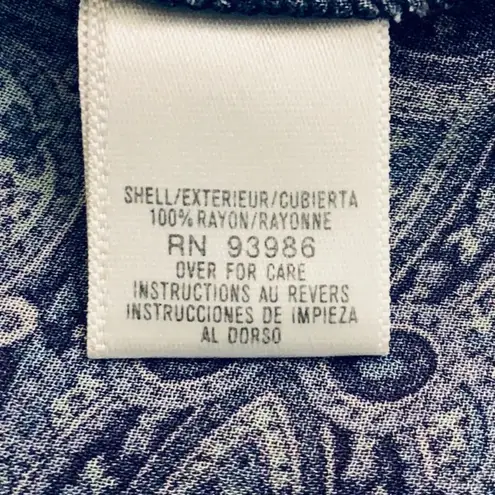 SHELL/EXTERIEUR/CUBIERTA
100% RAYON/RAYONNE
RN 93986
OVER FOR CARE
INSTRUCTIONS AU REVERS
INSTRUCCIONES DE IMPIEZA
AL DORSO